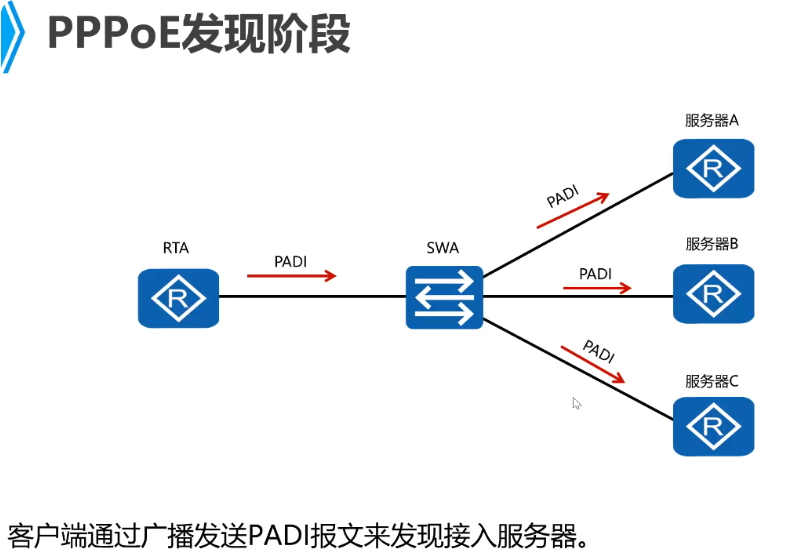 PPPoE发现阶段
服务器A
PADI
RTA
PADI
SWA
服务器B
PADI
PADI
服务器C
R
R
R
R
客户端通过广播发送PADI报文来发现接入服务器。